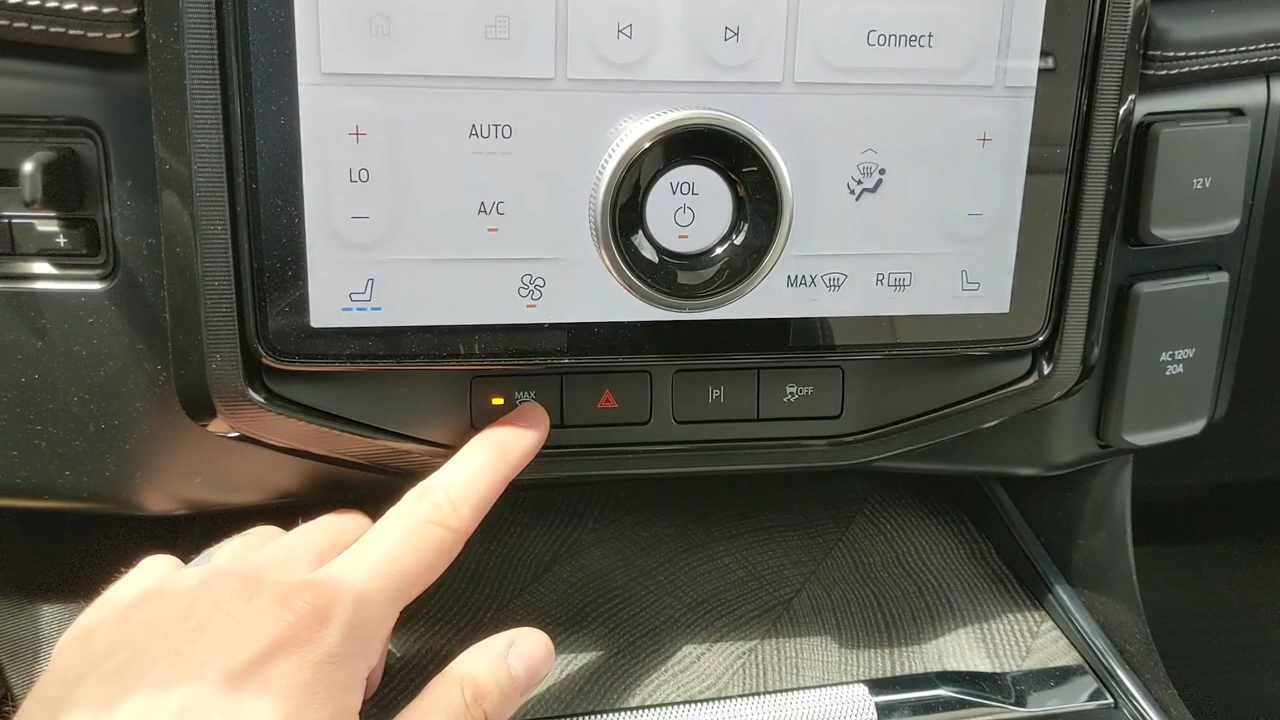 Connect
AUTO
LO
A/C
VOL
MAX
R
12 V
AC 120V
20A
MAX
P
OFF